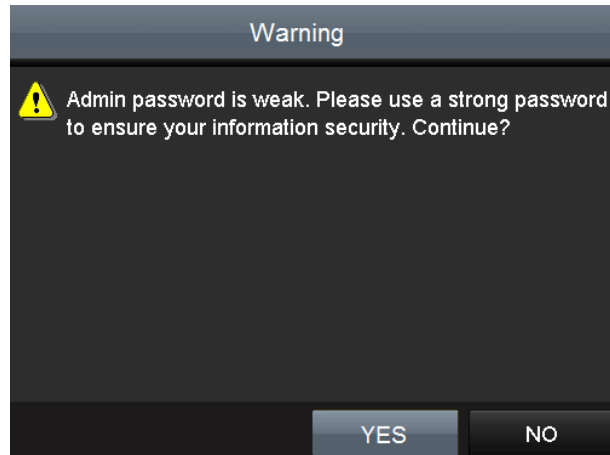 Warning
Admin password is weak. Please use a strong password
to ensure your information security. Continue?
YES NO